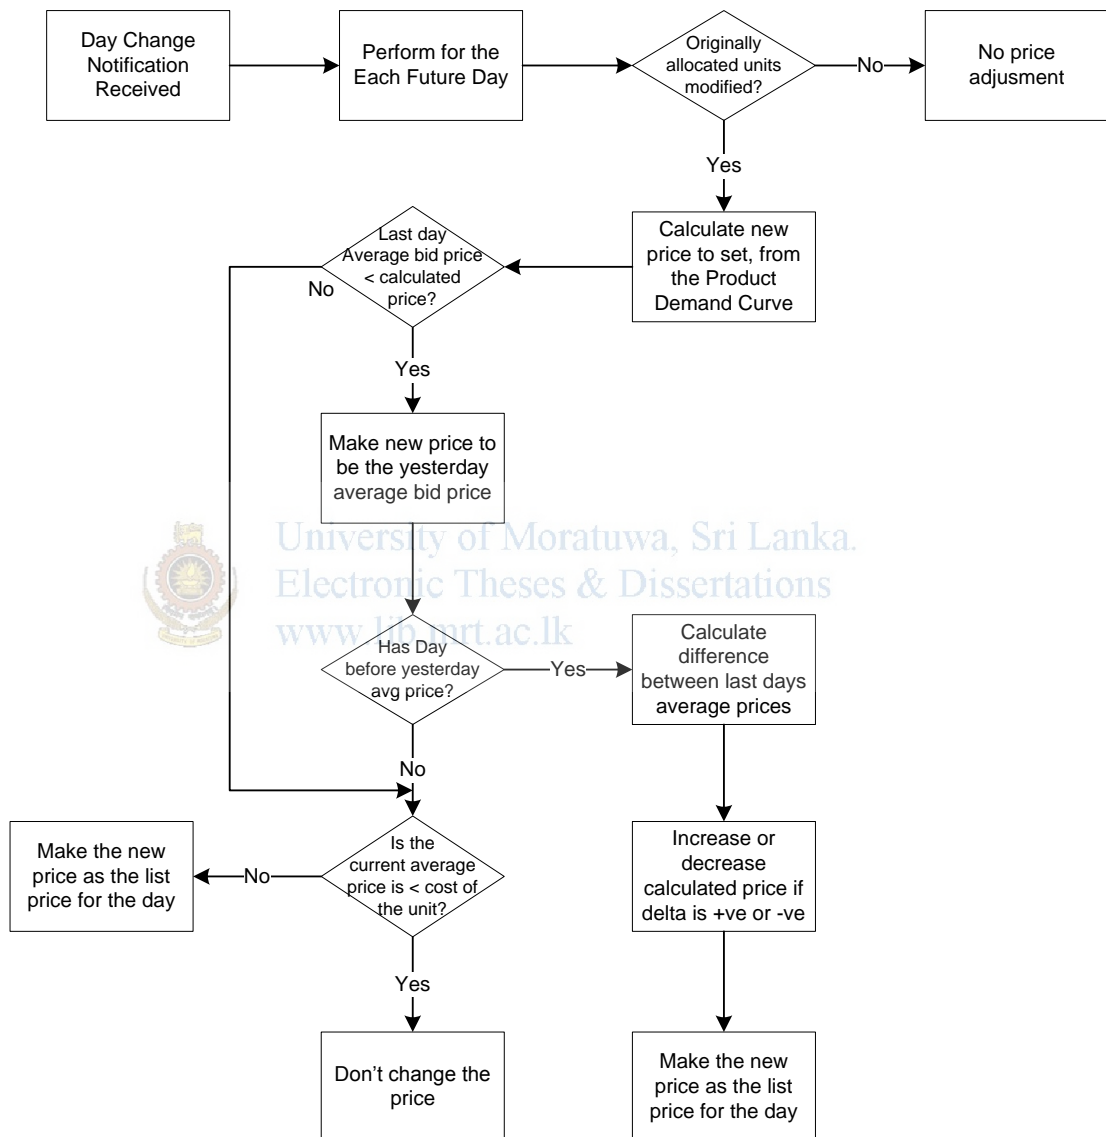 Day Change
Notification
Received
Perform for the
Each Future Day
Originally
allocated units
modified?
No
No price
adjusment
Yes
Calculate new
price to set, from
the Product
Demand Curve
Last day
Average bid price
< calculated
price?
No
Yes
Make new price to
be the yesterday
average bid price
University of Moratuwa, Sri Lanka.
Electronic Theses & Dissertations
www.lib.mrt.ac.lk
Has Day
before yesterday
avg price?
Yes
Calculate
difference
between last days
average prices
No
Is the
current average
price is < cost of
the unit?
No
Make the new
price as the list
price for the day
Increase or
decrease
calculated price if
delta is +ve or -ve
Yes
Don't change the
price
Make the new
price as the list
price for the day